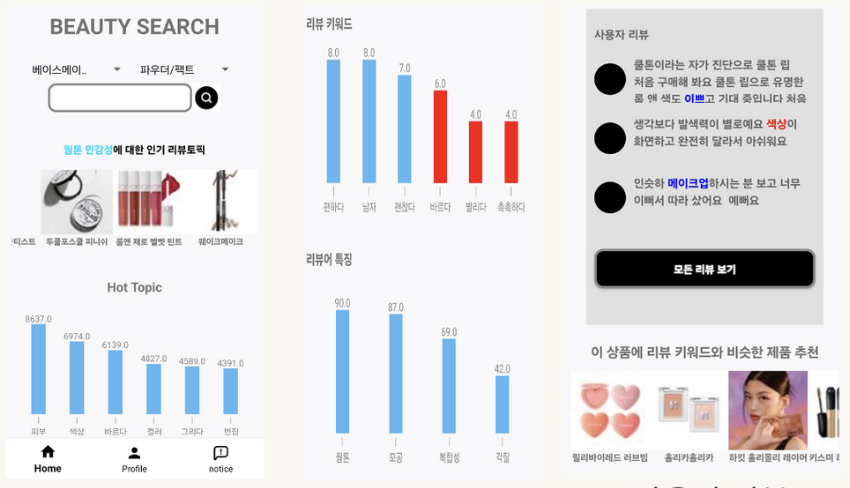 BEAUTY SEARCH
베이스메이..
파우더/팩트
웜톤 민감성에 대한 인기 리뷰토픽
티스트
투쿨포스쿨 피니쉬
롬앤 제로 벨벳 틴트
웨이크메이크
Hot Topic
8637.0
6974.0
6139.0
4827.0
4589.0
4391.0
피부
색상
바르다
컬러
그리다
번짐
Home
Profile
notice
리뷰 키워드
8.0
8.0
7.0
6.0
4.0
4.0
편하다
남자
괜찮다
바르다
발리다
촉촉하다
리뷰어 특징
90.0
87.0
69.0
42.0
웜톤
모공
복합성
각질
사용자 리뷰
쿨톤이라는 자가 진단으로 쿨톤 립
처음 구매해 봐요 쿨톤 립으로 유명한
롬 앤 색도 이쁘고 기대 중입니다 처음
생각보다 발색력이 별로예요 색상이
화면하고 완전히 달라서 아쉬워요
인슷하 메이크업하시는 분 보고 너무
이뻐서 따라 샀어요 예뻐요
모든 리뷰 보기
이 상품에 리뷰 키워드와 비슷한 제품 추천
릴리바이레드 러브빔
홀리카홀리카
하킷 홀리몰리 레이어
키스미